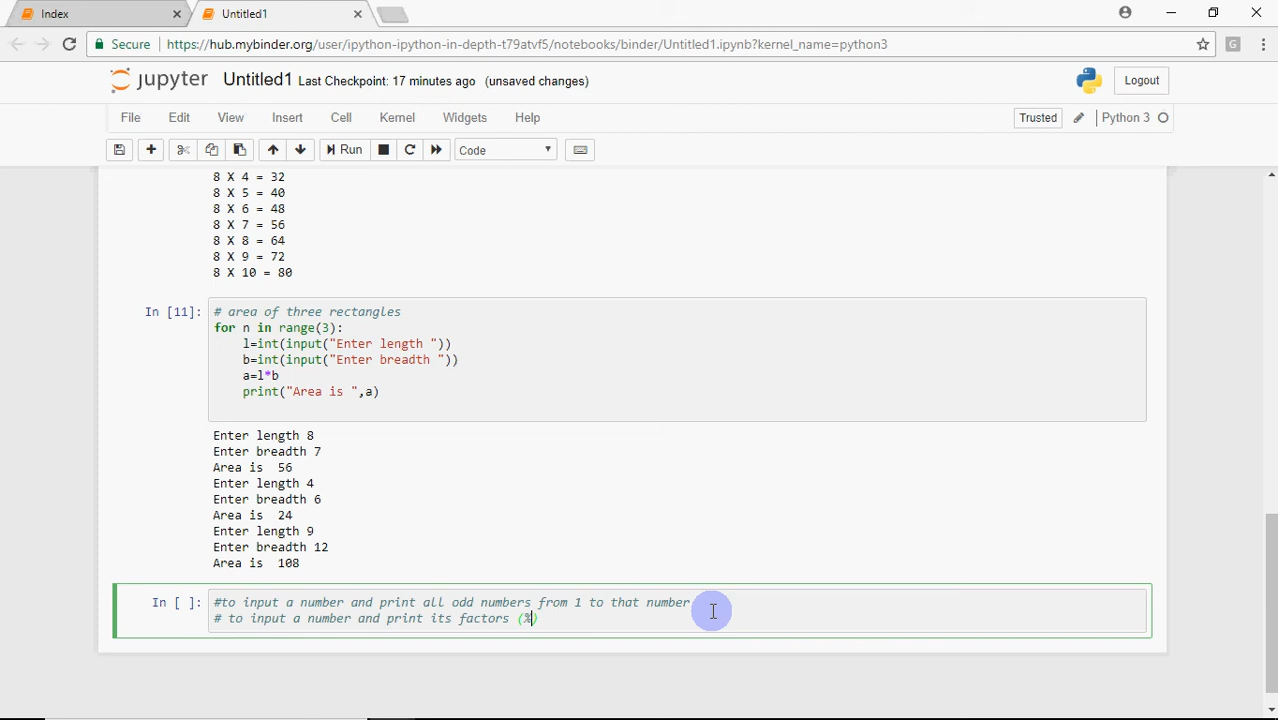 Index
Untitled1
Secure
https://hub.mybinder.org/user/ipython-ipython-in-depth-t79atvf5/notebooks/binder/Untitled1.ipynb?kernel_name=python3
jupyter Untitled1 Last Checkpoint: 17 minutes ago (unsaved changes)
Logout
File Edit View Insert Cell Kernel Widgets Help
Trusted Python 3
Run Code
8 X 4 = 32
8 X 5 = 40
8 X 6 = 48
8 X 7 = 56
8 X 8 = 64
8 X 9 = 72
8 X 10 = 80
In [11]: # area of three rectangles
for n in range(3):
    l=int(input("Enter length "))
    b=int(input("Enter breadth "))
    a=l*b
    print("Area is ",a)
Enter length 8
Enter breadth 7
Area is  56
Enter length 4
Enter breadth 6
Area is  24
Enter length 9
Enter breadth 12
Area is  108
In [ ]: #to input a number and print all odd numbers from 1 to that number
# to input a number and print its factors (%)